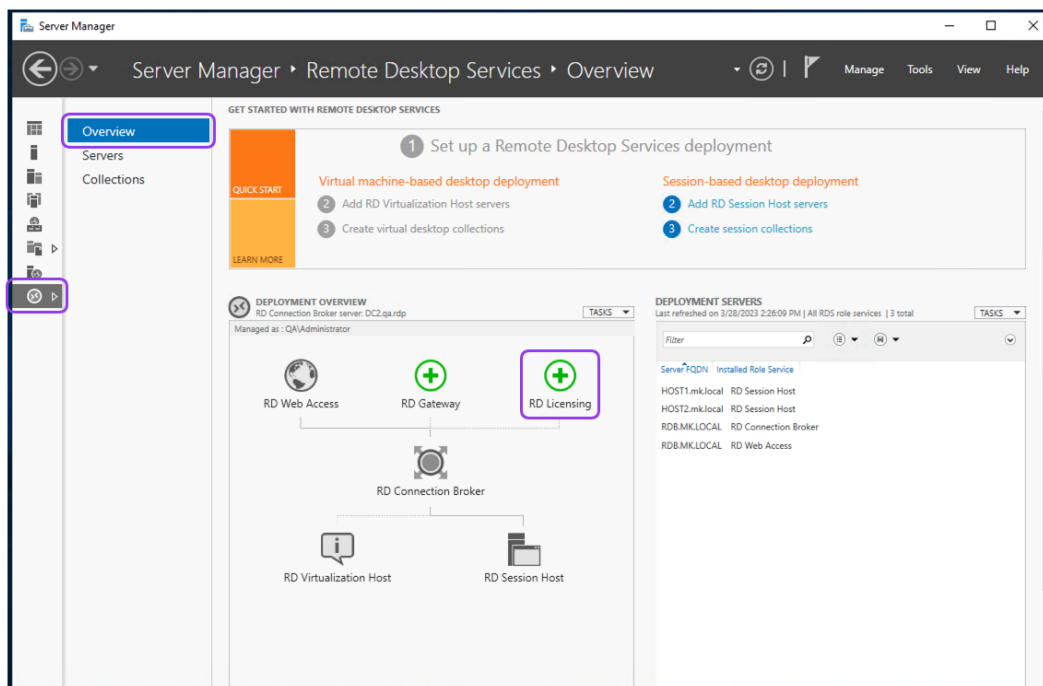 Server Manager
Server Manager ‣ Remote Desktop Services ‣ Overview
Manage Tools View Help
Overview
Servers
Collections
GET STARTED WITH REMOTE DESKTOP SERVICES
QUICK START
LEARN MORE
1 Set up a Remote Desktop Services deployment
Virtual machine-based desktop deployment
2 Add RD Virtualization Host servers
3 Create virtual desktop collections
Session-based desktop deployment
2 Add RD Session Host servers
3 Create session collections
DEPLOYMENT OVERVIEW
RD Connection Broker server: DC2.qa.rdp
TASKS
Managed as : QA\Administrator
RD Web Access
RD Gateway
RD Licensing
RD Connection Broker
RD Virtualization Host
RD Session Host
DEPLOYMENT SERVERS
Last refreshed on 3/28/2023 2:26:09 PM | All RDS role services | 3 total
TASKS
Filter
Server FQDN Installed Role Service
HOST1.mk.local RD Session Host
HOST2.mk.local RD Session Host
RDB.MK.LOCAL RD Connection Broker
RDB.MK.LOCAL RD Web Access